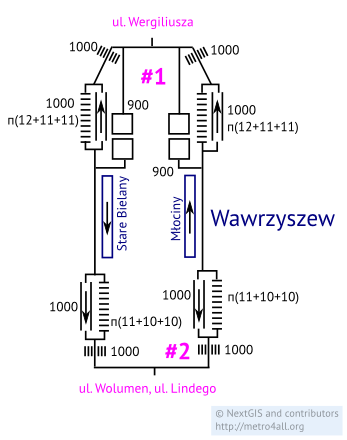 ul. Wergiliusza
1000
1000
#1
1000
п(12+11+11)
900
1000
п(12+11+11)
900
Stare Bielany
Młociny
Wawrzyszew
1000
п(11+10+10)
1000
п(11+10+10)
1000
#2
1000
ul. Wolumen, ul. Lindego
© NextGIS and contributors
http://metro4all.org